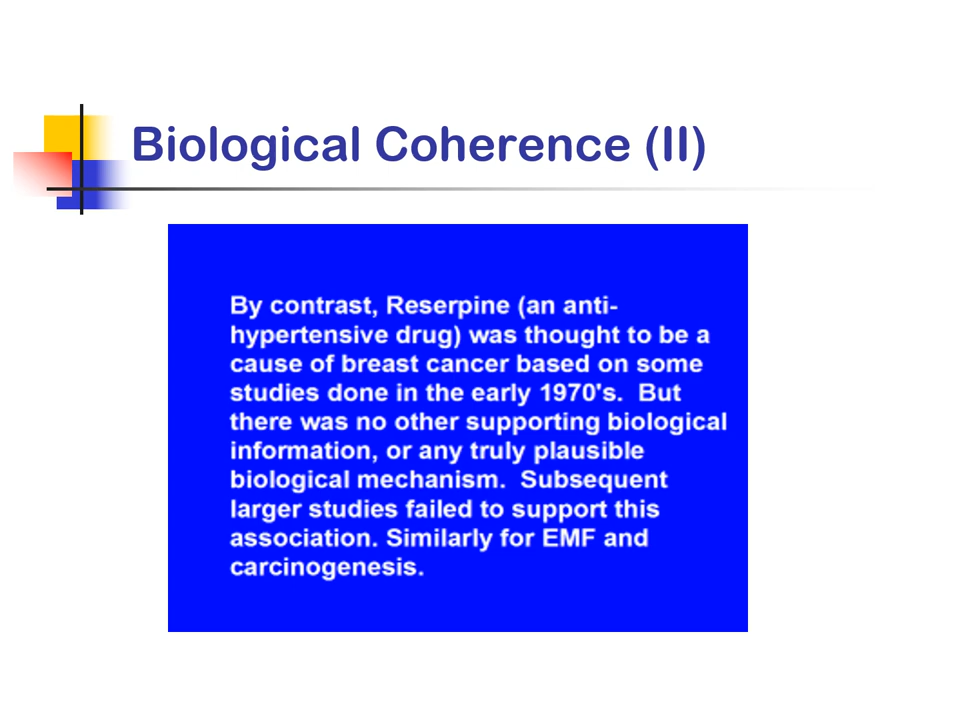 Biological Coherence (II)
By contrast, Reserpine (an anti-
hypertensive drug) was thought to be a
cause of breast cancer based on some
studies done in the early 1970's.  But
there was no other supporting biological
information, or any truly plausible
biological mechanism.  Subsequent
larger studies failed to support this
association. Similarly for EMF and
carcinogenesis.